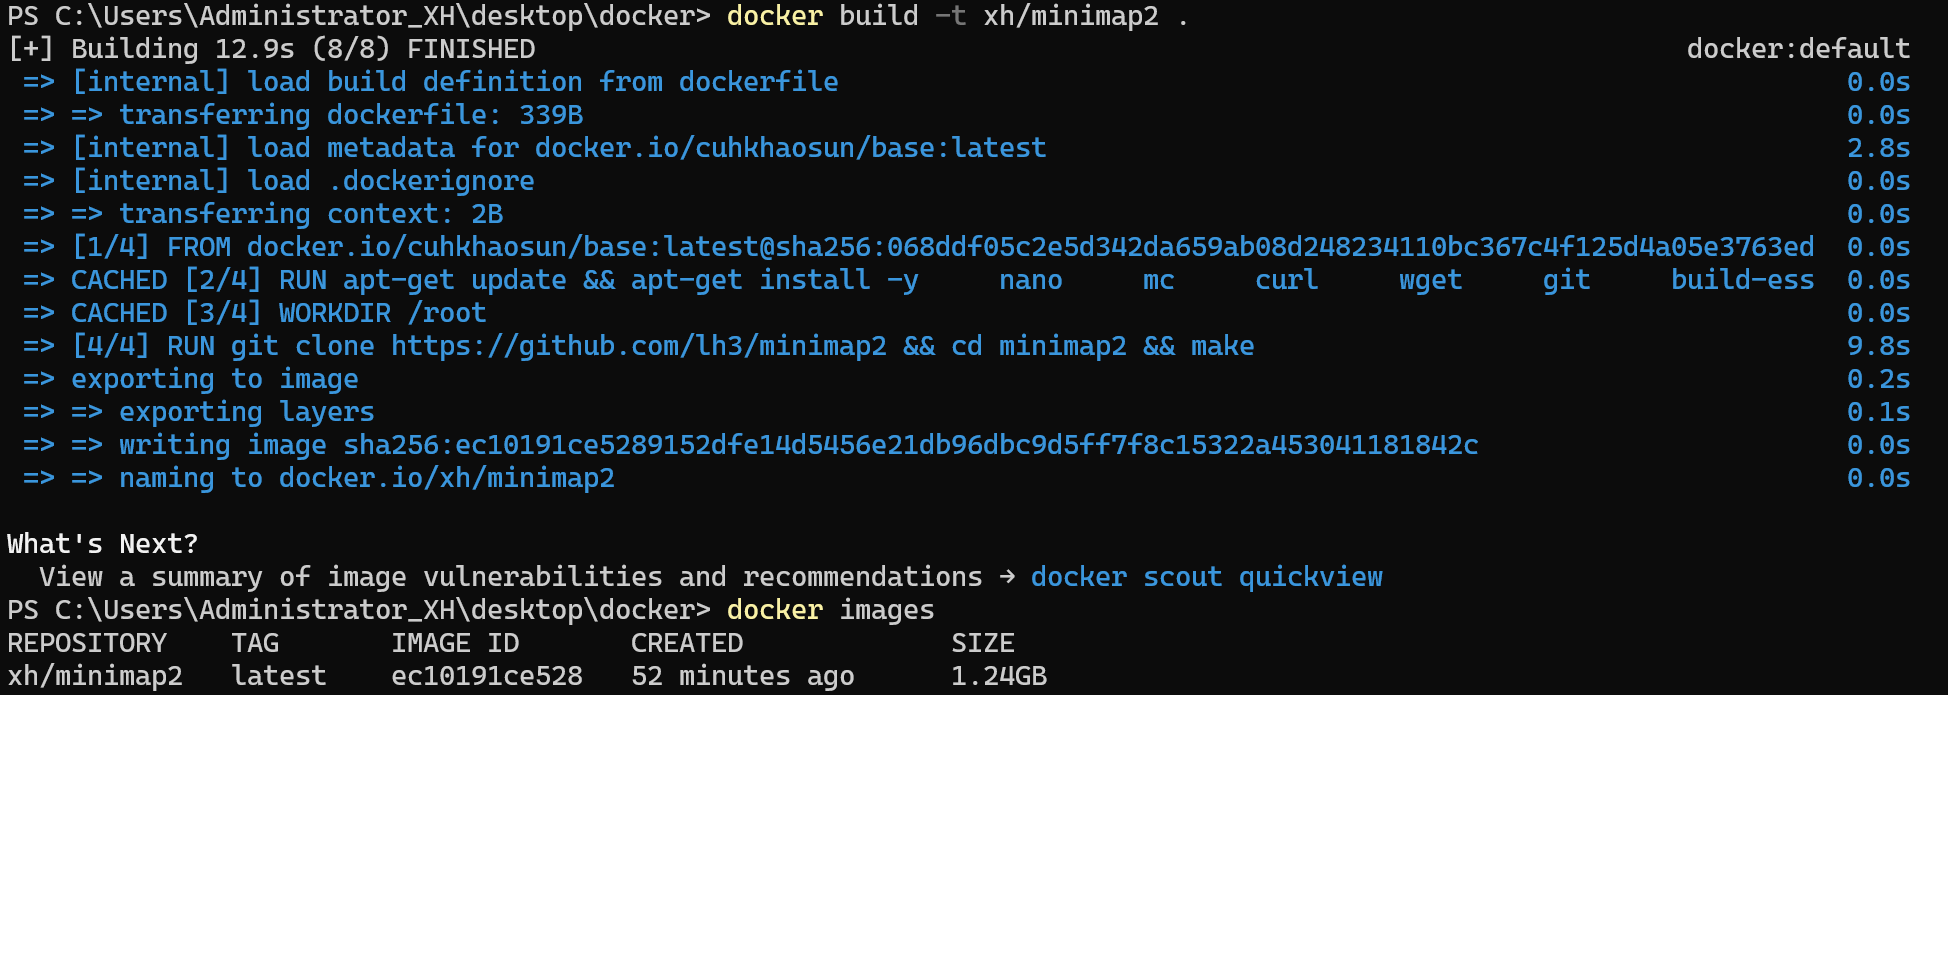 PS C:\Users\Administrator_XH\desktop\docker> docker build -t xh/minimap2 .
[+] Building 12.9s (8/8) FINISHED docker:default
=> [internal] load build definition from dockerfile 0.0s
=> => transferring dockerfile: 339B 0.0s
=> [internal] load metadata for docker.io/cuhkhaosun/base:latest 2.8s
=> [internal] load .dockerignore 0.0s
=> => transferring context: 2B 0.0s
=> [1/4] FROM docker.io/cuhkhaosun/base:latest@sha256:068ddf05c2e5d342da659ab08d248234110bc367c4f125d4a05e3763ed 0.0s
=> CACHED [2/4] RUN apt-get update && apt-get install -y nano mc curl wget git build-ess 0.0s
=> CACHED [3/4] WORKDIR /root 0.0s
=> [4/4] RUN git clone https://github.com/lh3/minimap2 && cd minimap2 && make 9.8s
=> exporting to image 0.2s
=> => exporting layers 0.1s
=> => writing image sha256:ec10191ce5289152dfe14d5456e21db96dbc9d5ff7f8c15322a453041181842c 0.0s
=> => naming to docker.io/xh/minimap2 0.0s
What's Next?
View a summary of image vulnerabilities and recommendations → docker scout quickview
PS C:\Users\Administrator_XH\desktop\docker> docker images
REPOSITORY TAG IMAGE ID CREATED SIZE
xh/minimap2 latest ec10191ce528 52 minutes ago 1.24GB